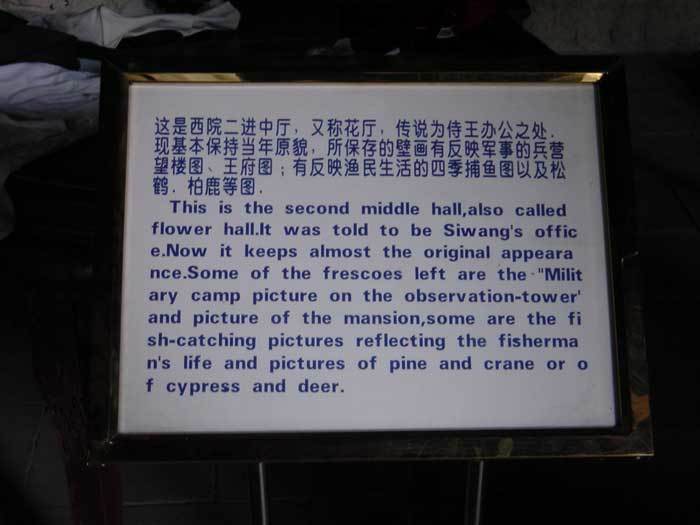 这是西院二进中厅，又称花厅，传说为侍王办公之处．
现基本保持当年原貌，所保存的壁画有反映军事的兵营
望楼图、王府图；有反映渔民生活的四季捕鱼图以及松
鹤．柏鹿等图．
This is the second middle hall,also called
flower hall.It was told to be Siwang's offic
e.Now it keeps almost the original appeara
nce.Some of the frescoes left are the "Milit
ary camp picture on the observation-tower'
and picture of the mansion,some are the fi
sh-catching pictures reflecting the fisherma
n's life and pictures of pine and crane or o
f cypress and deer.